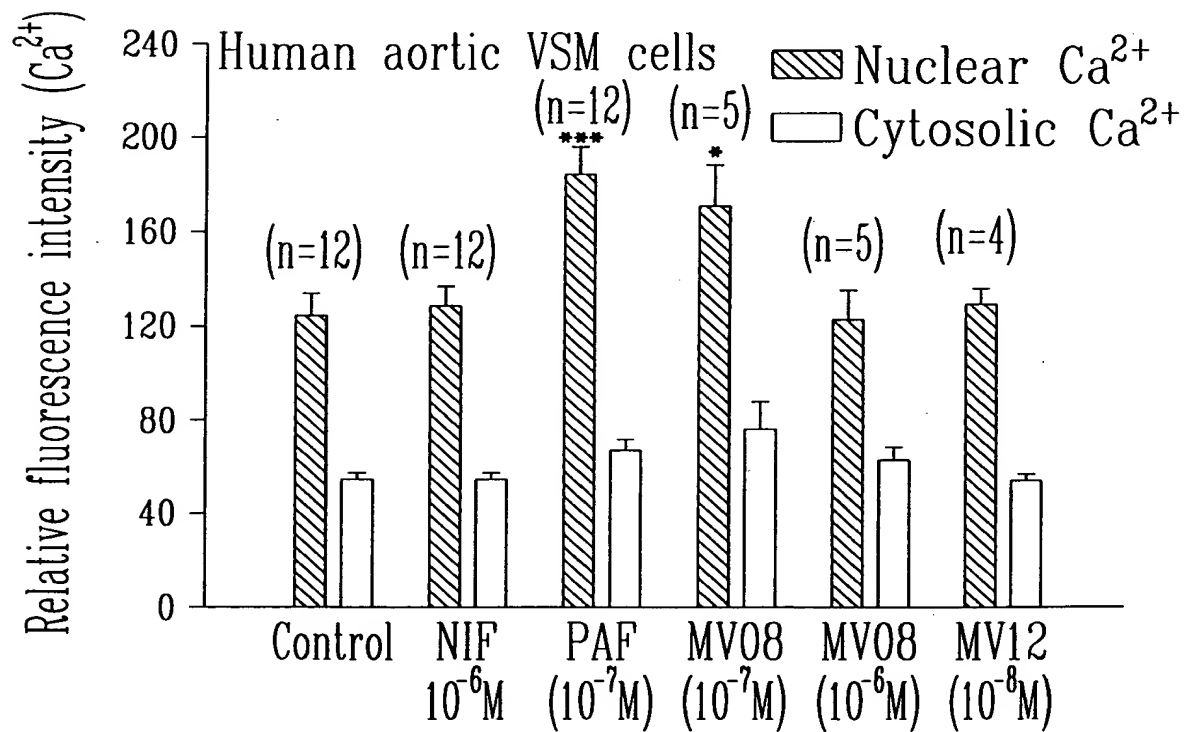 Relative fluorescence intensity (Ca²⁺)
Human aortic VSM cells
Nuclear Ca²⁺
Cytosolic Ca²⁺
240
200
160
120
80
40
0
(n=12)
(n=12)
(n=12)
***
(n=5)
*
(n=5)
(n=4)
Control
NIF
10⁻⁶M
PAF
(10⁻⁷M)
MV08
(10⁻⁷M)
MV08
(10⁻⁶M)
MV12
(10⁻⁸M)